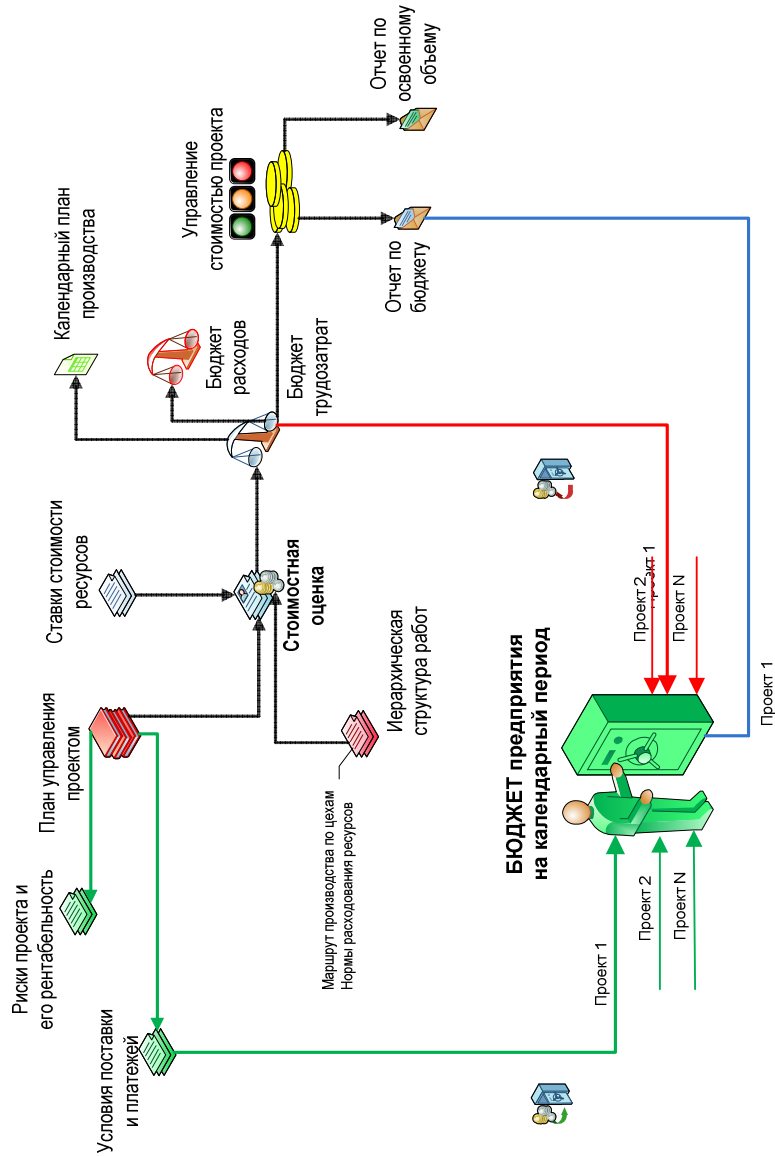 Риски проекта и
его рентабельность
План управления
проектом
Ставки стоимости
ресурсов
Календарный план
производства
Условия поставки
и платежей
Бюджет
расходов
Управление
стоимостью проекта
Стоимостная
оценка
Бюджет
трудозатрат
Отчет по
освоенному
объему
Иерархическая
структура работ
Отчет по
бюджету
Маршрут производства по цехам
Нормы расходования ресурсов
БЮДЖЕТ предприятия
на календарный период
Проект 1
Проект 2
Проект N
Проект 2
Проект 1
Проект N
Проект 1